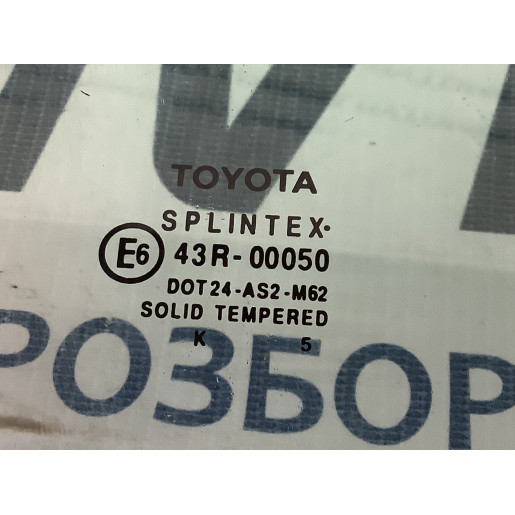 TOYOTA
SPLINTEX
E6 43R-00050
DOT24-AS2-M62
SOLID TEMPERED
K 5
РОЗБОР